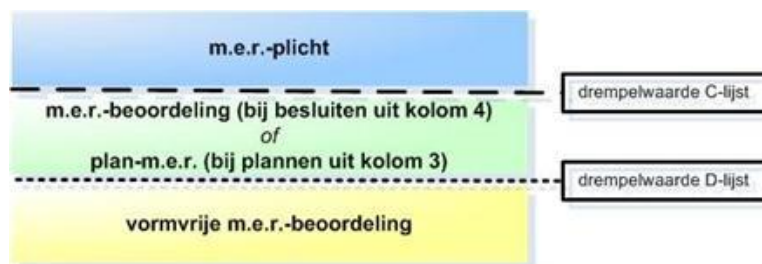 m.e.r.-plicht
drempelwaarde C-lijst
m.e.r.-beoordeling (bij besluiten uit kolom 4)
of
plan-m.e.r. (bij plannen uit kolom 3)
drempelwaarde D-lijst
vormvrije m.e.r.-beoordeling